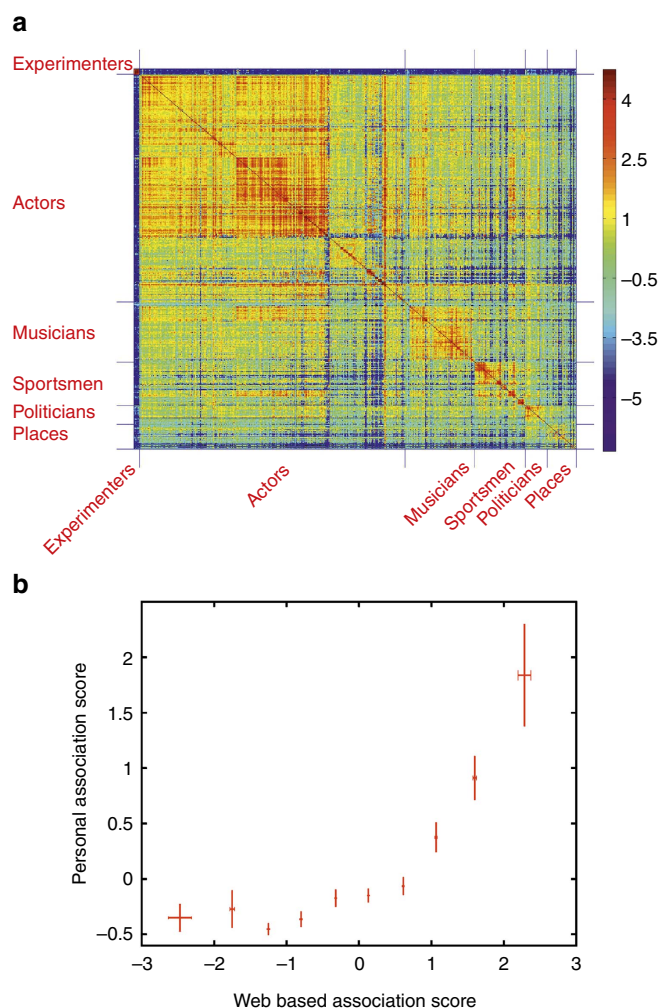 a
Experimenters
Actors
Musicians
Sportsmen
Politicians
Places
4
2.5
1
−0.5
−3.5
−5
Experimenters
Actors
Musicians
Sportsmen
Politicians
Places
b
Personal association score
2
1.5
1
0.5
0
−0.5
−3 −2 −1 0 1 2 3
Web based association score